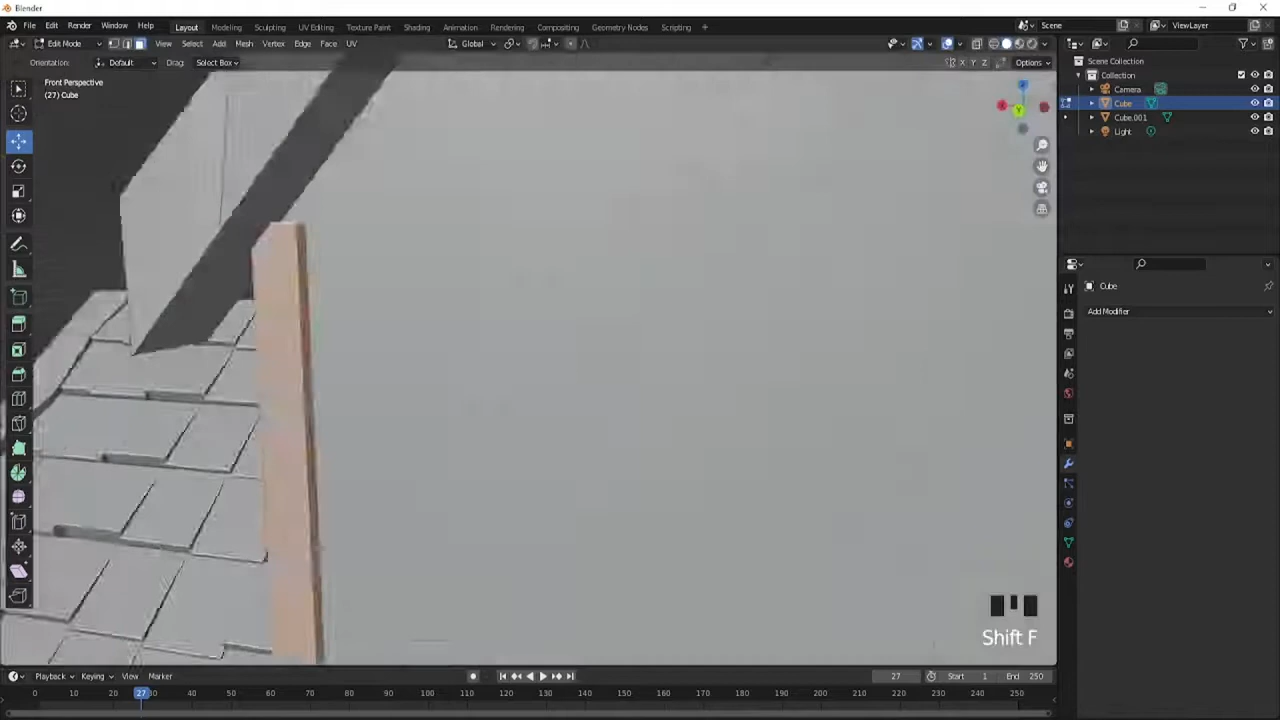 Blender
File Edit Render Window Help Layout Modeling Sculpting UV Editing Texture Paint Shading Animation Rendering Compositing Geometry Nodes Scripting + Scene ViewLayer
Edit Mode View Select Add Mesh Vertex Edge Face UV Global
Orientation: Default Drag: Select Box X Y Z Options
Front Perspective
(27) Cube
Scene Collection
Collection
Camera
Cube
Cube.001
Light
Cube
Add Modifier
Shift F
Playback Keying View Marker 27 Start 1 End 250
0 10 20 27 30 40 50 60 70 80 90 100 110 120 130 140 150 160 170 180 190 200 210 220 230 240 250